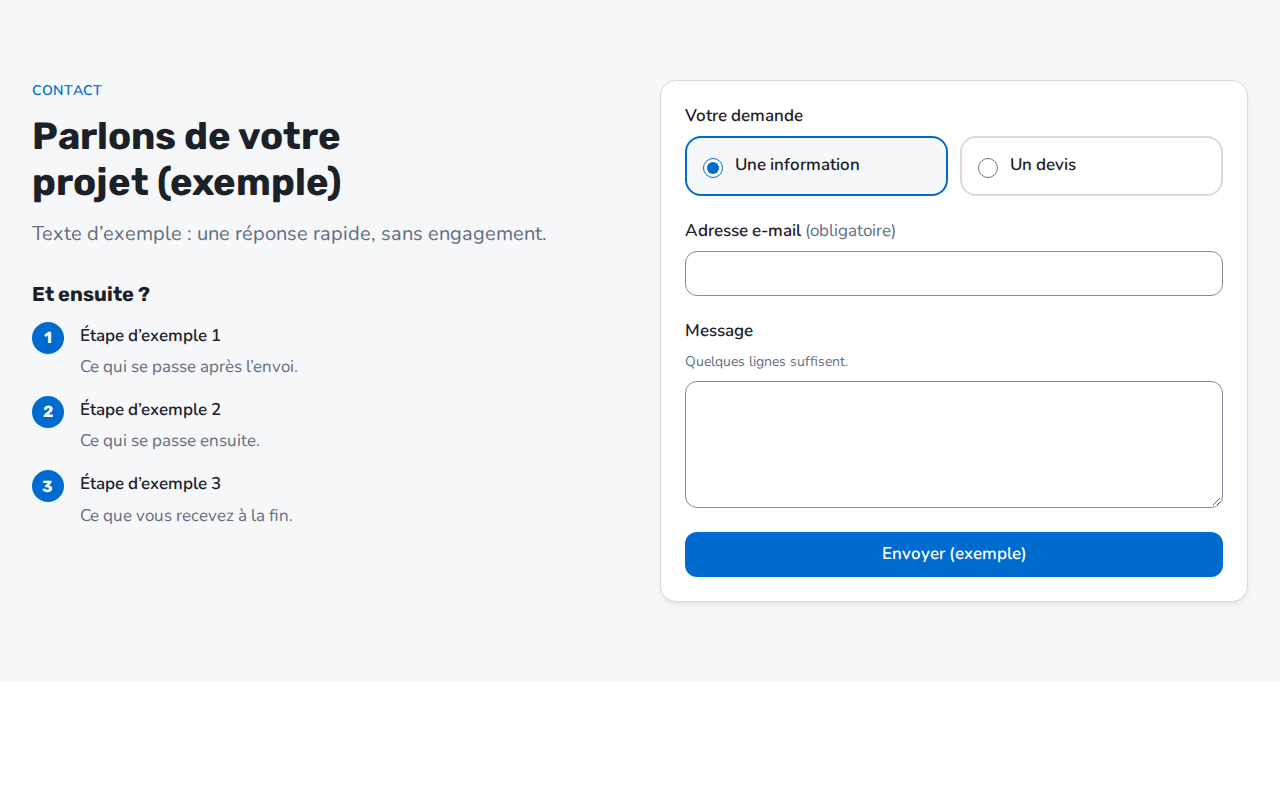 CONTACT
Parlons de votre
projet (exemple)
Texte d’exemple : une réponse rapide, sans engagement.
Et ensuite ?
1 Étape d’exemple 1
Ce qui se passe après l’envoi.
2 Étape d’exemple 2
Ce qui se passe ensuite.
3 Étape d’exemple 3
Ce que vous recevez à la fin.
Votre demande
Une information
Un devis
Adresse e-mail (obligatoire)
Message
Quelques lignes suffisent.
Envoyer (exemple)